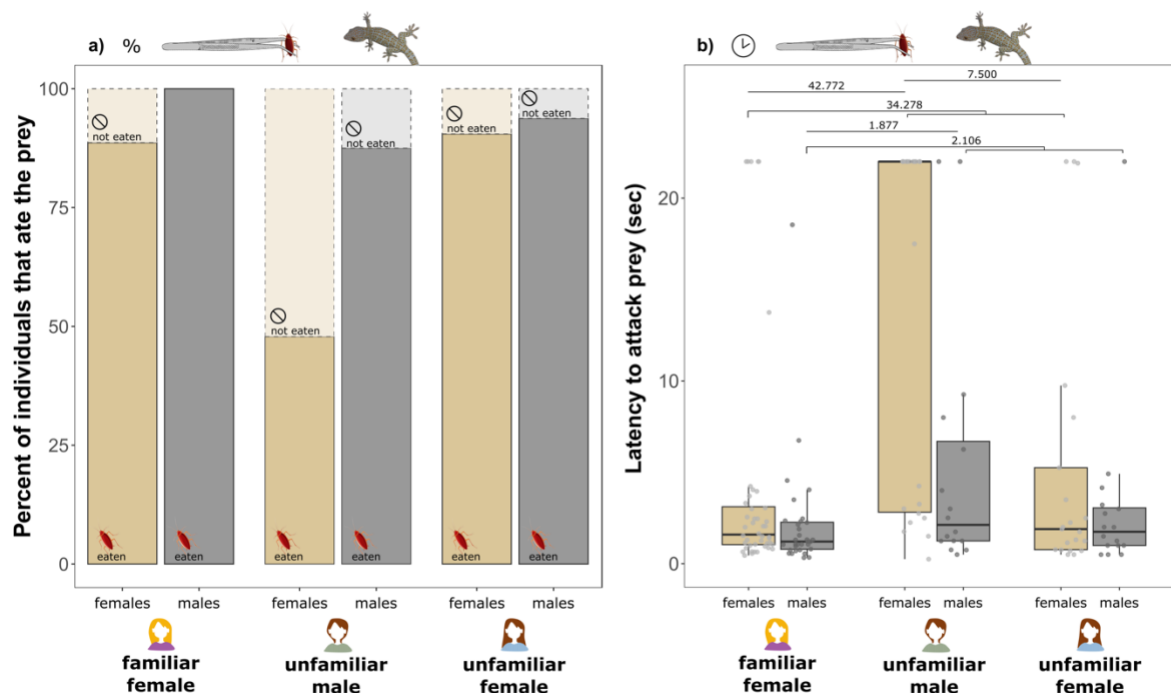 a) %
Percent of individuals that ate the prey
100
75
50
25
0
not eaten
not eaten
not eaten
not eaten
not eaten
eaten
eaten
eaten
eaten
eaten
eaten
females males females males females males
familiar
female
unfamiliar
male
unfamiliar
female
b)
Latency to attack prey (sec)
20
10
0
7.500
42.772
34.278
1.877
2.106
females males females males females males
familiar
female
unfamiliar
male
unfamiliar
female